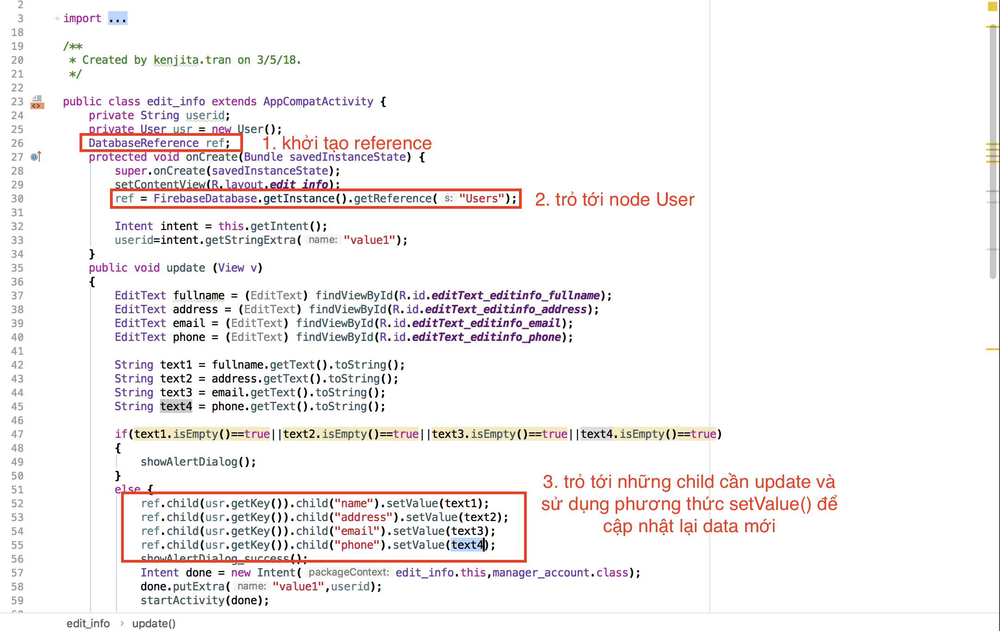 2
3 + import ...
18
19 /**
20 * Created by kenjita.tran on 3/5/18.
21 */
22
23 public class edit_info extends AppCompatActivity {
24 private String userid;
25 private User usr = new User();
26 DatabaseReference ref; 1. khởi tạo reference
27 protected void onCreate(Bundle savedInstanceState) {
28 super.onCreate(savedInstanceState);
29 setContentView(R.layout.edit_info);
30 ref = FirebaseDatabase.getInstance().getReference( s: "Users"); 2. trỏ tới node User
31
32 Intent intent = this.getIntent();
33 userid=intent.getStringExtra( name: "value1");
34 }
35 public void update (View v)
36 {
37 EditText fullname = (EditText) findViewById(R.id.editText_editinfo_fullname);
38 EditText address = (EditText) findViewById(R.id.editText_editinfo_address);
39 EditText email = (EditText) findViewById(R.id.editText_editinfo_email);
40 EditText phone = (EditText) findViewById(R.id.editText_editinfo_phone);
41
42 String text1 = fullname.getText().toString();
43 String text2 = address.getText().toString();
44 String text3 = email.getText().toString();
45 String text4 = phone.getText().toString();
46
47 if(text1.isEmpty()==true||text2.isEmpty()==true||text3.isEmpty()==true||text4.isEmpty()==true)
48 {
49 showAlertDialog();
50 }
51 else {
3. trỏ tới những child cần update và
sử dụng phương thức setValue() để
cập nhật lại data mới
52 ref.child(usr.getKey()).child("name").setValue(text1);
53 ref.child(usr.getKey()).child("address").setValue(text2);
54 ref.child(usr.getKey()).child("email").setValue(text3);
55 ref.child(usr.getKey()).child("phone").setValue(text4);
56 showAlertDialog_success();
57 Intent done = new Intent( packageContext: edit_info.this,manager_account.class);
58 done.putExtra( name: "value1",userid);
59 startActivity(done);
edit_info › update()